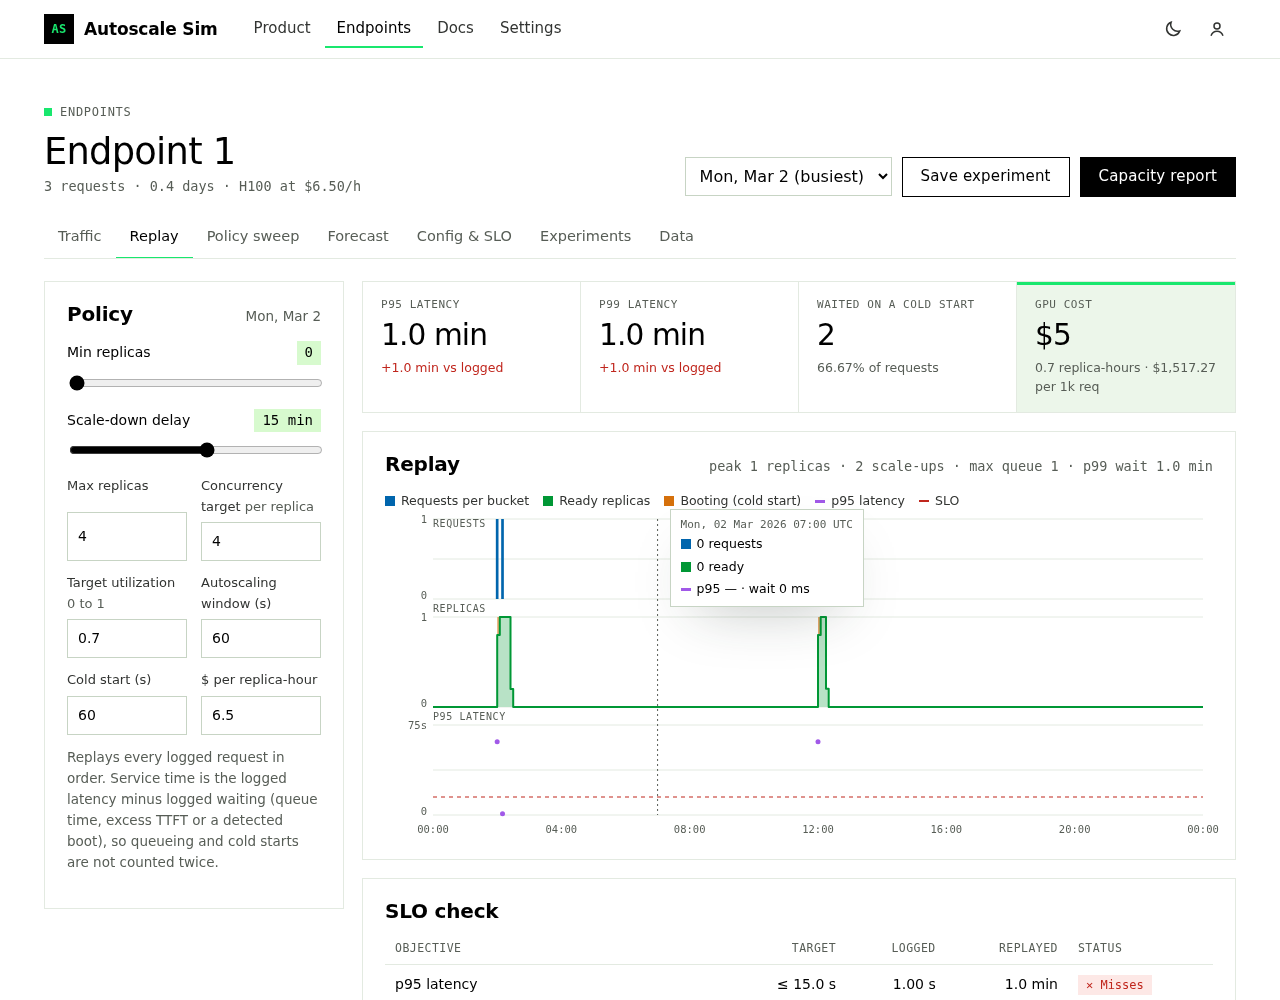 AS Autoscale Sim Product Endpoints Docs Settings
ENDPOINTS
Endpoint 1
3 requests · 0.4 days · H100 at $6.50/h
Mon, Mar 2 (busiest) Save experiment Capacity report
Traffic Replay Policy sweep Forecast Config & SLO Experiments Data
Policy Mon, Mar 2
Min replicas 0
Scale-down delay 15 min
Max replicas
4
Concurrency
target per replica
4
Target utilization
0 to 1
0.7
Autoscaling
window (s)
60
Cold start (s)
60
$ per replica-hour
6.5
Replays every logged request in
order. Service time is the logged
latency minus logged waiting (queue
time, excess TTFT or a detected
boot), so queueing and cold starts
are not counted twice.
P95 LATENCY
1.0 min
+1.0 min vs logged
P99 LATENCY
1.0 min
+1.0 min vs logged
WAITED ON A COLD START
2
66.67% of requests
GPU COST
$5
0.7 replica-hours · $1,517.27
per 1k req
Replay peak 1 replicas · 2 scale-ups · max queue 1 · p99 wait 1.0 min
Requests per bucket Ready replicas Booting (cold start) p95 latency SLO
1
REQUESTS
0
Mon, 02 Mar 2026 07:00 UTC
0 requests
0 ready
p95 — · wait 0 ms
REPLICAS
1
0
P95 LATENCY
75s
0
00:00 04:00 08:00 12:00 16:00 20:00 00:00
SLO check
OBJECTIVE TARGET LOGGED REPLAYED STATUS
p95 latency ≤ 15.0 s 1.00 s 1.0 min × Misses